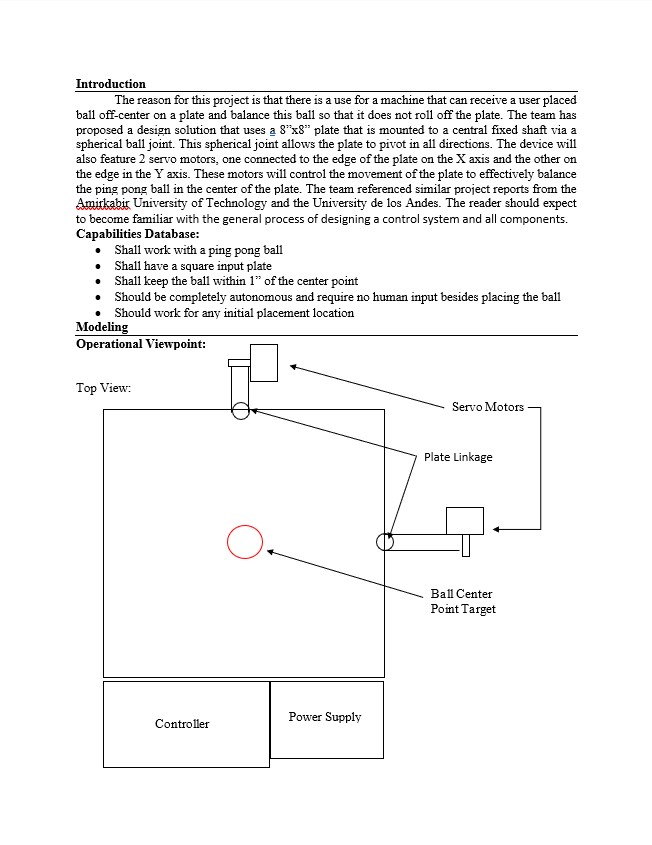 Introduction
The reason for this project is that there is a use for a machine that can receive a user placed
ball off-center on a plate and balance this ball so that it does not roll off the plate. The team has
proposed a design solution that uses a 8”x8” plate that is mounted to a central fixed shaft via a
spherical ball joint. This spherical joint allows the plate to pivot in all directions. The device will
also feature 2 servo motors, one connected to the edge of the plate on the X axis and the other on
the edge in the Y axis. These motors will control the movement of the plate to effectively balance
the ping pong ball in the center of the plate. The team referenced similar project reports from the
Amirkabir University of Technology and the University de los Andes. The reader should expect
to become familiar with the general process of designing a control system and all components.
Capabilities Database:
• Shall work with a ping pong ball
• Shall have a square input plate
• Shall keep the ball within 1” of the center point
• Should be completely autonomous and require no human input besides placing the ball
• Should work for any initial placement location
Modeling
Operational Viewpoint:
Top View:
Servo Motors
Plate Linkage
Ball Center
Point Target
Controller
Power Supply